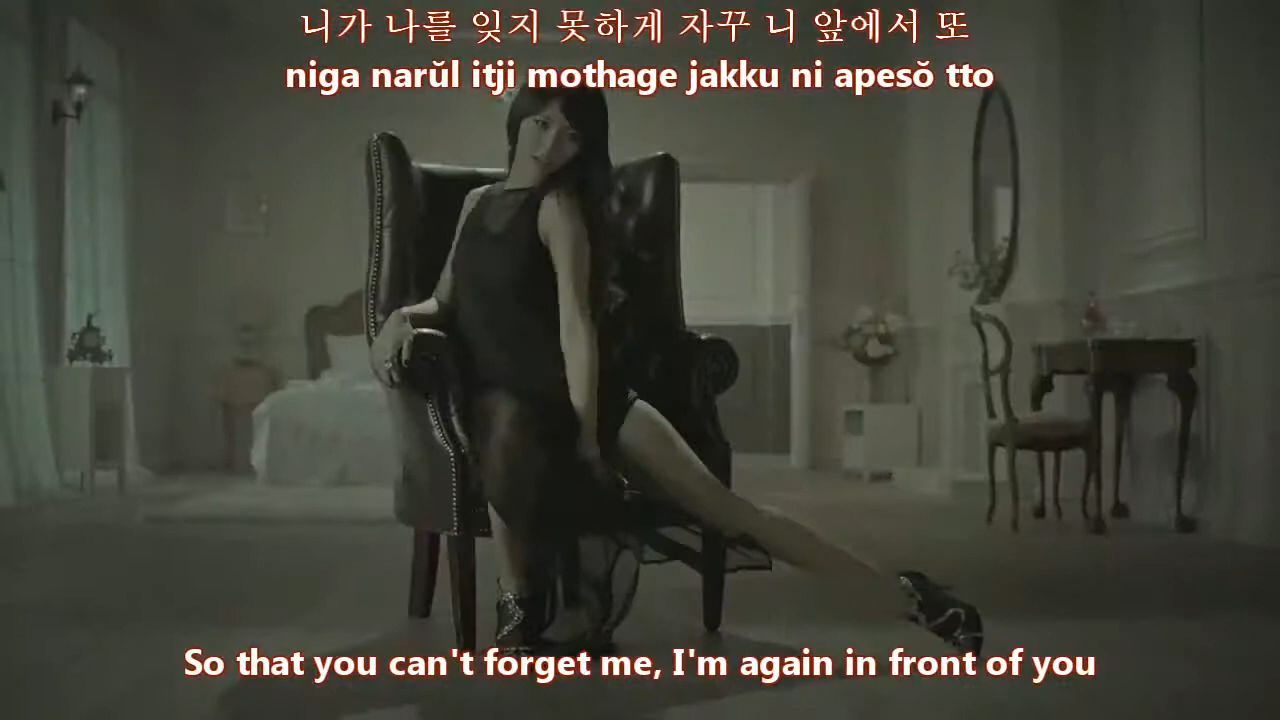 니가 나를 잊지 못하게 자꾸 니 앞에서 또
niga narŭl itji mothage jakku ni apesŏ tto
So that you can't forget me, I'm again in front of you